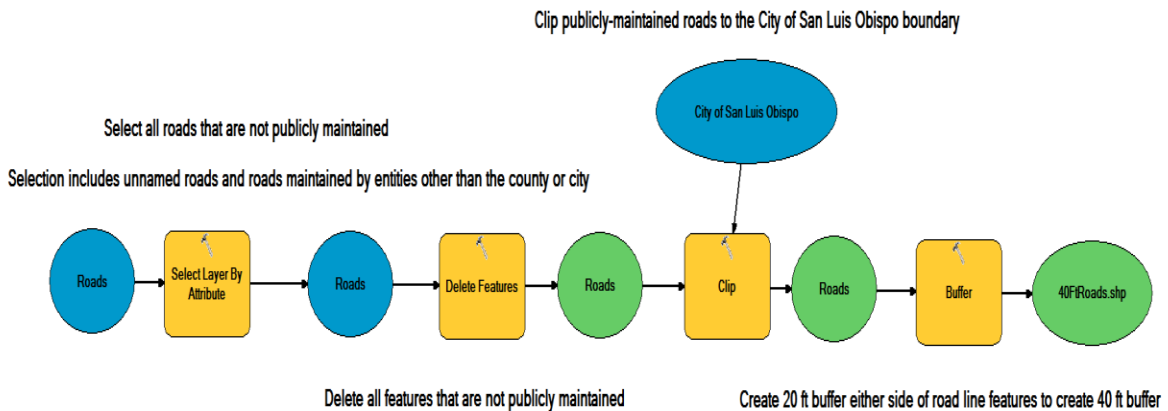 Clip publicly-maintained roads to the City of San Luis Obispo boundary
City of San Luis Obispo
Select all roads that are not publicly maintained
Selection includes unnamed roads and roads maintained by entities other than the county or city
Roads
Select Layer By
Attribute
Roads
Delete Features
Roads
Clip
Roads
Buffer
40FtRoads.shp
Delete all features that are not publicly maintained
Create 20 ft buffer either side of road line features to create 40 ft buffer